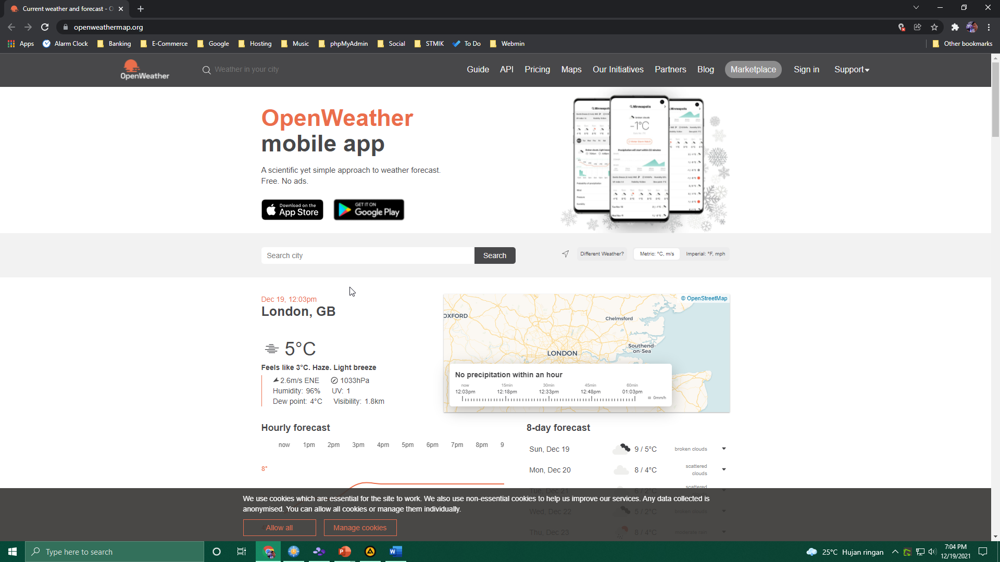 Current weather and forecast - O
openweathermap.org
Apps Alarm Clock Banking E-Commerce Google Hosting Music phpMyAdmin Social STMIK To Do Webmin Other bookmarks
OpenWeather
Weather in your city
Guide API Pricing Maps Our Initiatives Partners Blog Marketplace Sign in Support
OpenWeather
mobile app
A scientific yet simple approach to weather forecast.
Free. No ads.
Download on the
App Store
GET IT ON
Google Play
Minneapolis
broken clouds
-1°C
Search city
Search
Different Weather?
Metric: °C, m/s
Imperial: °F, mph
Dec 19, 12:03pm
London, GB
5°C
Feels like 3°C. Haze. Light breeze
2.6m/s ENE 1033hPa
Humidity: 96% UV: 1
Dew point: 4°C Visibility: 1.8km
© OpenStreetMap
OXFORD
Chelmsford
Southend-
on-Sea
LONDON
No precipitation within an hour
now 15min 30min 45min 60min
12:03pm 12:18pm 12:33pm 12:48pm 01:03pm
0mm/h
Hourly forecast
now 1pm 2pm 3pm 4pm 5pm 6pm 7pm 8pm 9
8°
8-day forecast
Sun, Dec 19 9 / 5°C broken clouds
Mon, Dec 20 8 / 4°C scattered
clouds
Tue, Dec 21 6 / 2°C scattered
Wed, Dec 22 5 / 2°C broken clouds
Thu, Dec 23 8 / 4°C moderate rain
We use cookies which are essential for the site to work. We also use non-essential cookies to help us improve our services. Any data collected is
anonymised. You can allow all cookies or manage them individually.
Allow all
Manage cookies
Type here to search
25°C Hujan ringan
7:04 PM
12/19/2021